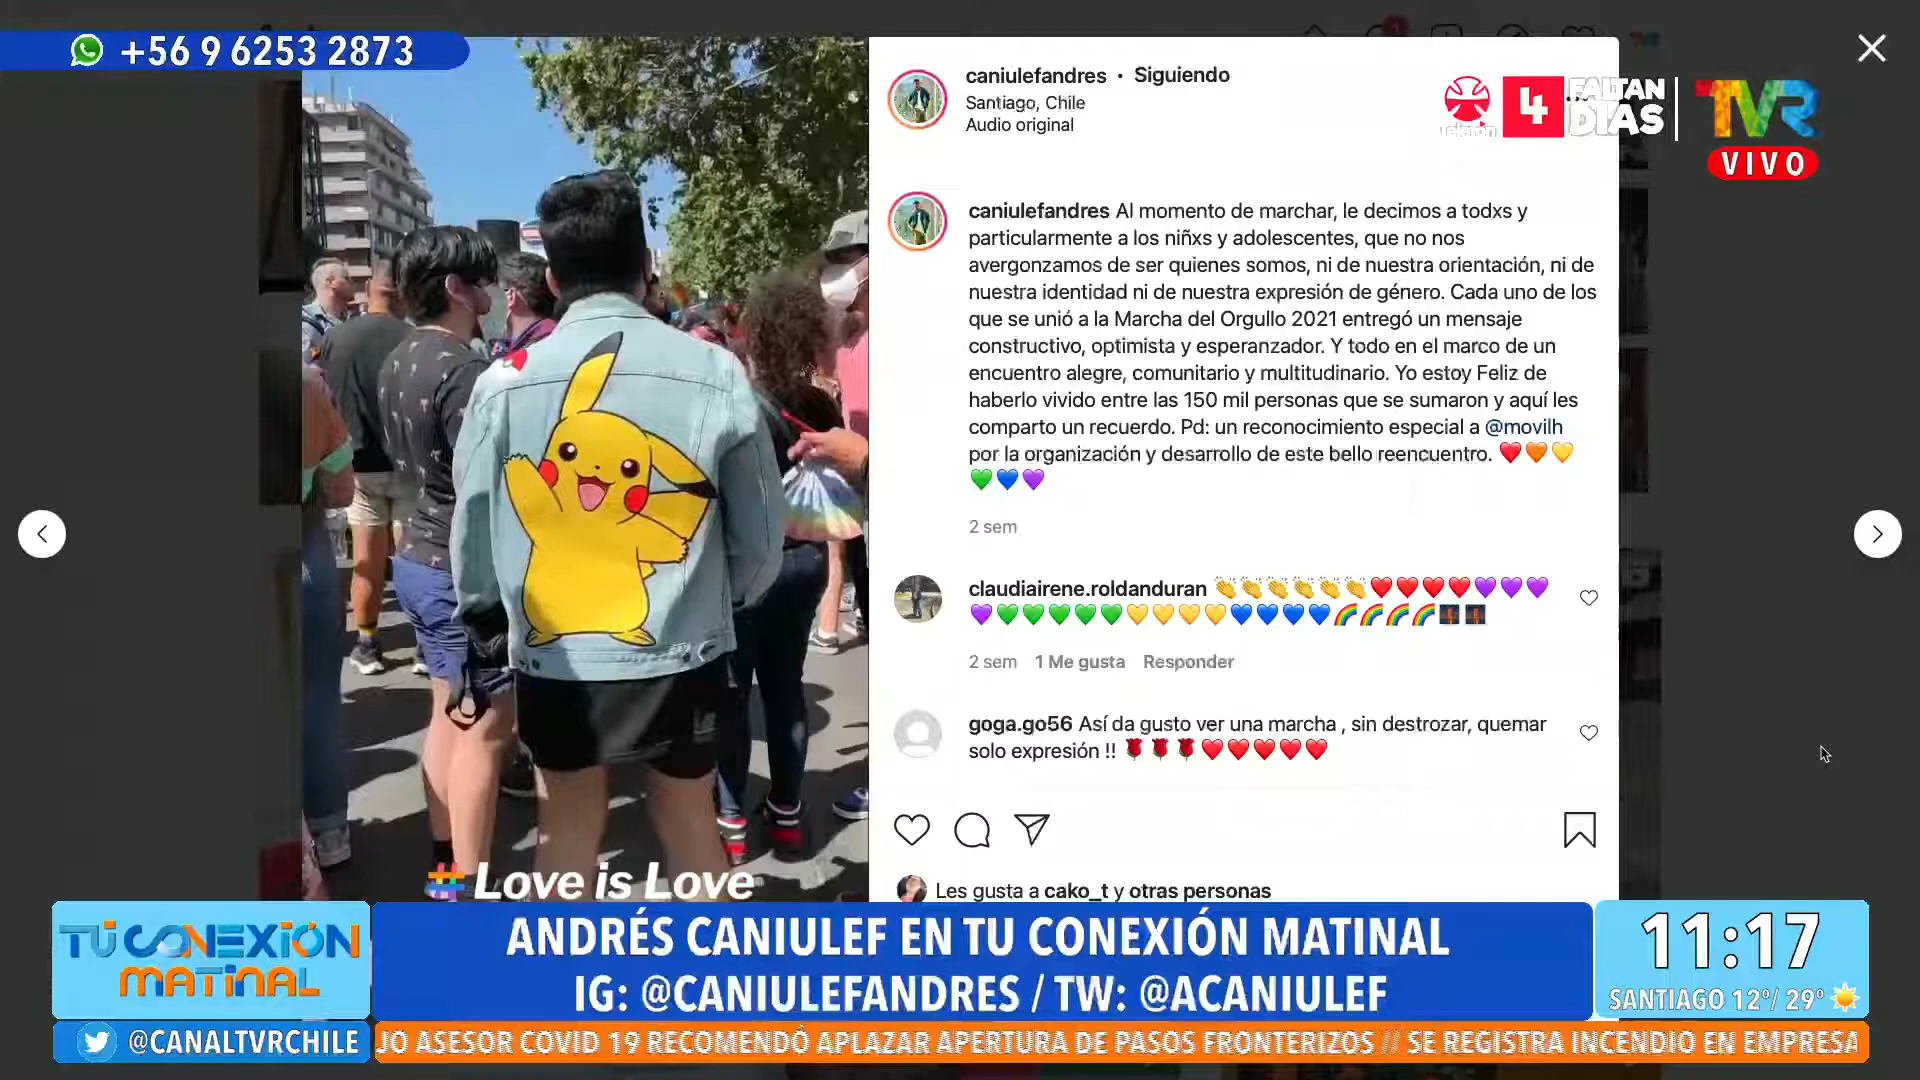 +56 9 6253 2873
caniulefandres • Siguiendo
Santiago, Chile
Audio original
Teletón
4
FALTAN
DÍAS
TVR
VIVO
caniulefandres Al momento de marchar, le decimos a todxs y
particularmente a los niñxs y adolescentes, que no nos
avergonzamos de ser quienes somos, ni de nuestra orientación, ni de
nuestra identidad ni de nuestra expresión de género. Cada uno de los
que se unió a la Marcha del Orgullo 2021 entregó un mensaje
constructivo, optimista y esperanzador. Y todo en el marco de un
encuentro alegre, comunitario y multitudinario. Yo estoy Feliz de
haberlo vivido entre las 150 mil personas que se sumaron y aquí les
comparto un recuerdo. Pd: un reconocimiento especial a @movilh
por la organización y desarrollo de este bello reencuentro. ❤️🧡💛
💚💙💜
2 sem
claudiairene.roldanduran 👏👏👏👏👏👏❤️❤️❤️❤️💜💜💜
💜💚💚💚💚💚💛💛💛💛💙💙💙💙🌈🌈🌈🌈🌉🌉
2 sem 1 Me gusta Responder
goga.go56 Así da gusto ver una marcha , sin destrozar, quemar
solo expresión !! 🌹🌹🌹❤️❤️❤️❤️❤️
Les gusta a cako_t y otras personas
# Love is Love
TU CONEXIÓN
MATINAL
ANDRÉS CANIULEF EN TU CONEXIÓN MATINAL
IG: @CANIULEFANDRES / TW: @ACANIULEF
11:17
SANTIAGO 12°/ 29°
@CANALTVRCHILE
JO ASESOR COVID 19 RECOMENDÓ APLAZAR APERTURA DE PASOS FRONTERIZOS // SE REGISTRA INCENDIO EN EMPRESA